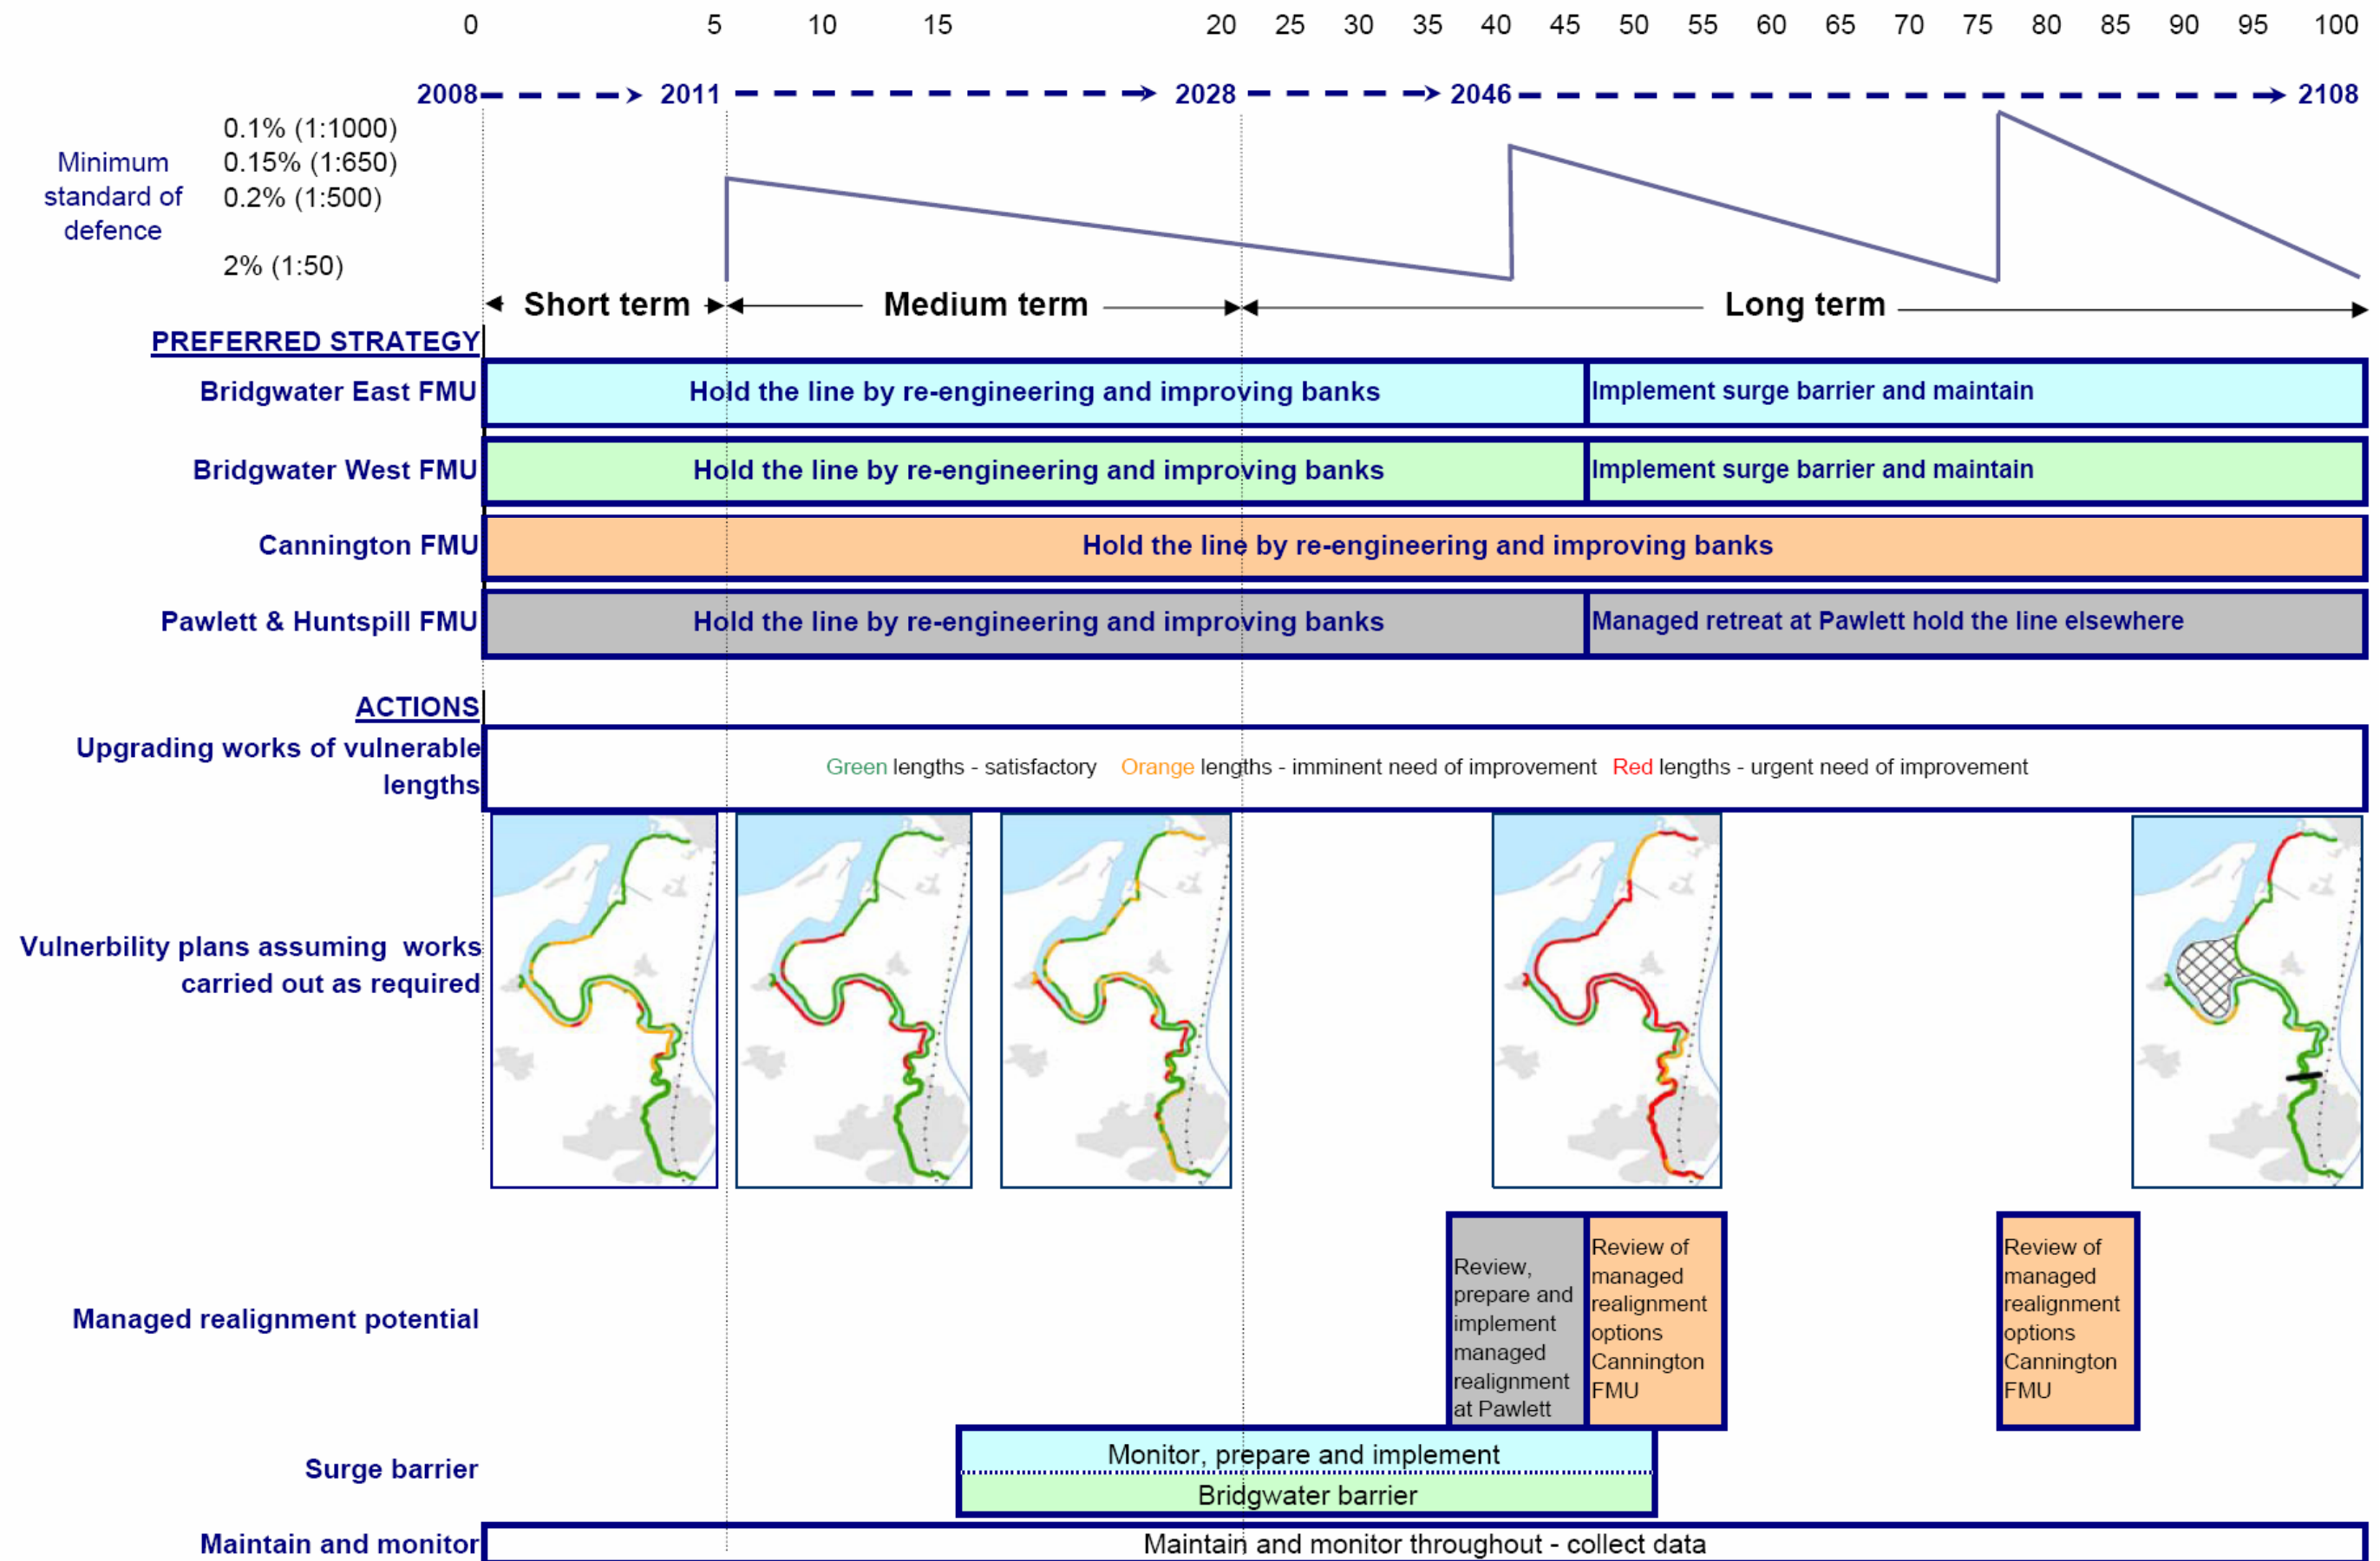 0 5 10 15 20 25 30 35 40 45 50 55 60 65 70 75 80 85 90 95 100
2008 2011 2028 2046 2108
Minimum
standard of
defence
0.1% (1:1000)
0.15% (1:650)
0.2% (1:500)
2% (1:50)
Short term Medium term Long term
PREFERRED STRATEGY
Bridgwater East FMU
Hold the line by re-engineering and improving banks
Implement surge barrier and maintain
Bridgwater West FMU
Hold the line by re-engineering and improving banks
Implement surge barrier and maintain
Cannington FMU
Hold the line by re-engineering and improving banks
Pawlett & Huntspill FMU
Hold the line by re-engineering and improving banks
Managed retreat at Pawlett hold the line elsewhere
ACTIONS
Upgrading works of vulnerable
lengths
Green lengths - satisfactory Orange lengths - imminent need of improvement Red lengths - urgent need of improvement
Vulnerbility plans assuming works
carried out as required
Managed realignment potential
Review,
prepare and
implement
managed
realignment
at Pawlett
Review of
managed
realignment
options
Cannington
FMU
Review of
managed
realignment
options
Cannington
FMU
Surge barrier
Monitor, prepare and implement
Bridgwater barrier
Maintain and monitor
Maintain and monitor throughout - collect data